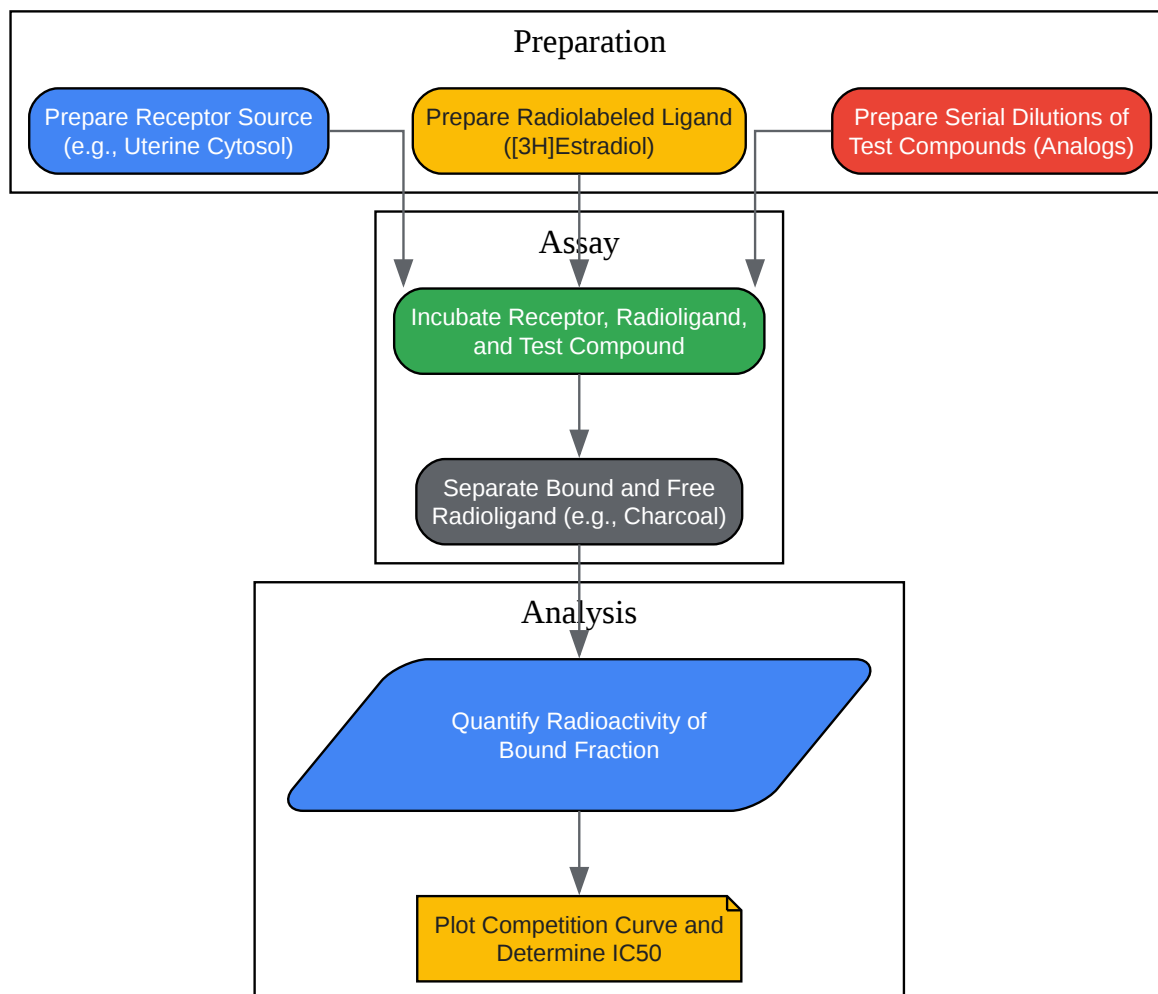 Preparation
Prepare Receptor Source
(e.g., Uterine Cytosol)
Prepare Radiolabeled Ligand
([3H]Estradiol)
Prepare Serial Dilutions of
Test Compounds (Analogs)
Assay
Incubate Receptor, Radioligand,
and Test Compound
Separate Bound and Free
Radioligand (e.g., Charcoal)
Analysis
Quantify Radioactivity of
Bound Fraction
Plot Competition Curve and
Determine IC50